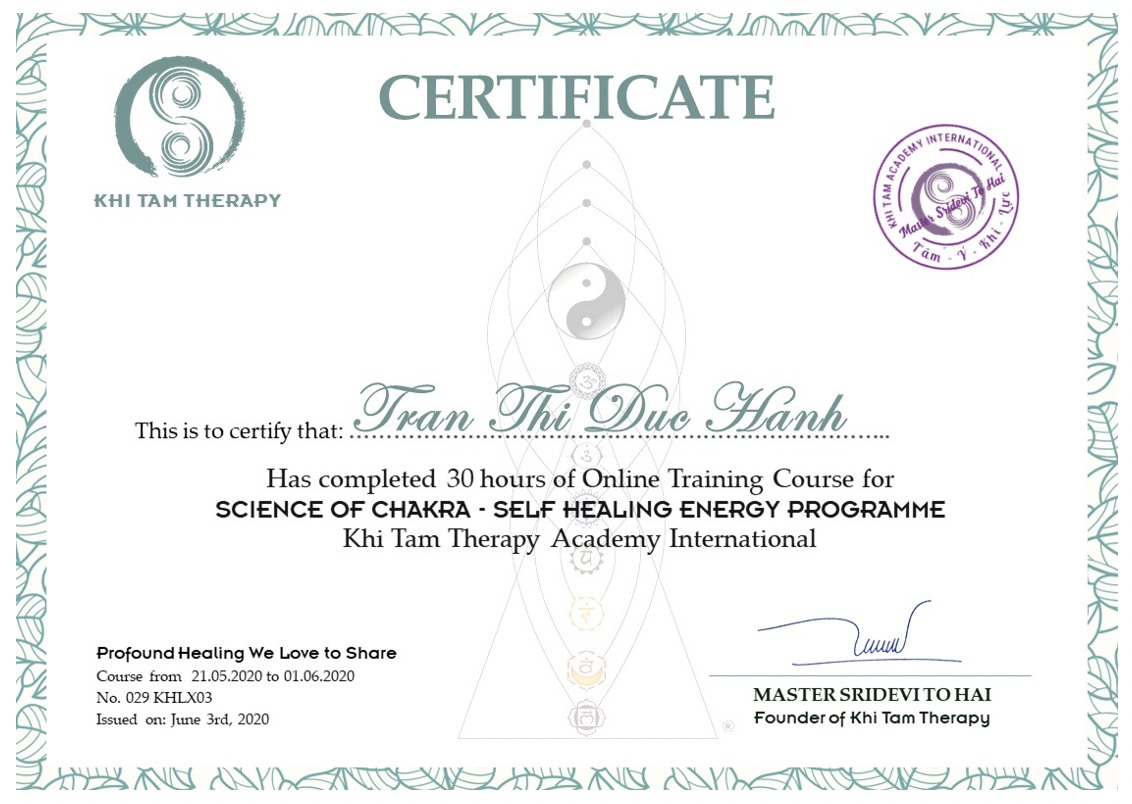 CERTIFICATE
KHI TAM THERAPY
KHI TAM ACADEMY INTERNATIONAL
Master Sridevi To Hai
Tâm - Ý - Khí - Lực
This is to certify that: Tran Thi Duc Hanh
Has completed 30 hours of Online Training Course for
SCIENCE OF CHAKRA - SELF HEALING ENERGY PROGRAMME
Khi Tam Therapy Academy International
Profound Healing We Love to Share
Course from 21.05.2020 to 01.06.2020
No. 029 KHLX03
Issued on: June 3rd, 2020
MASTER SRIDEVI TO HAI
Founder of Khi Tam Therapy
®